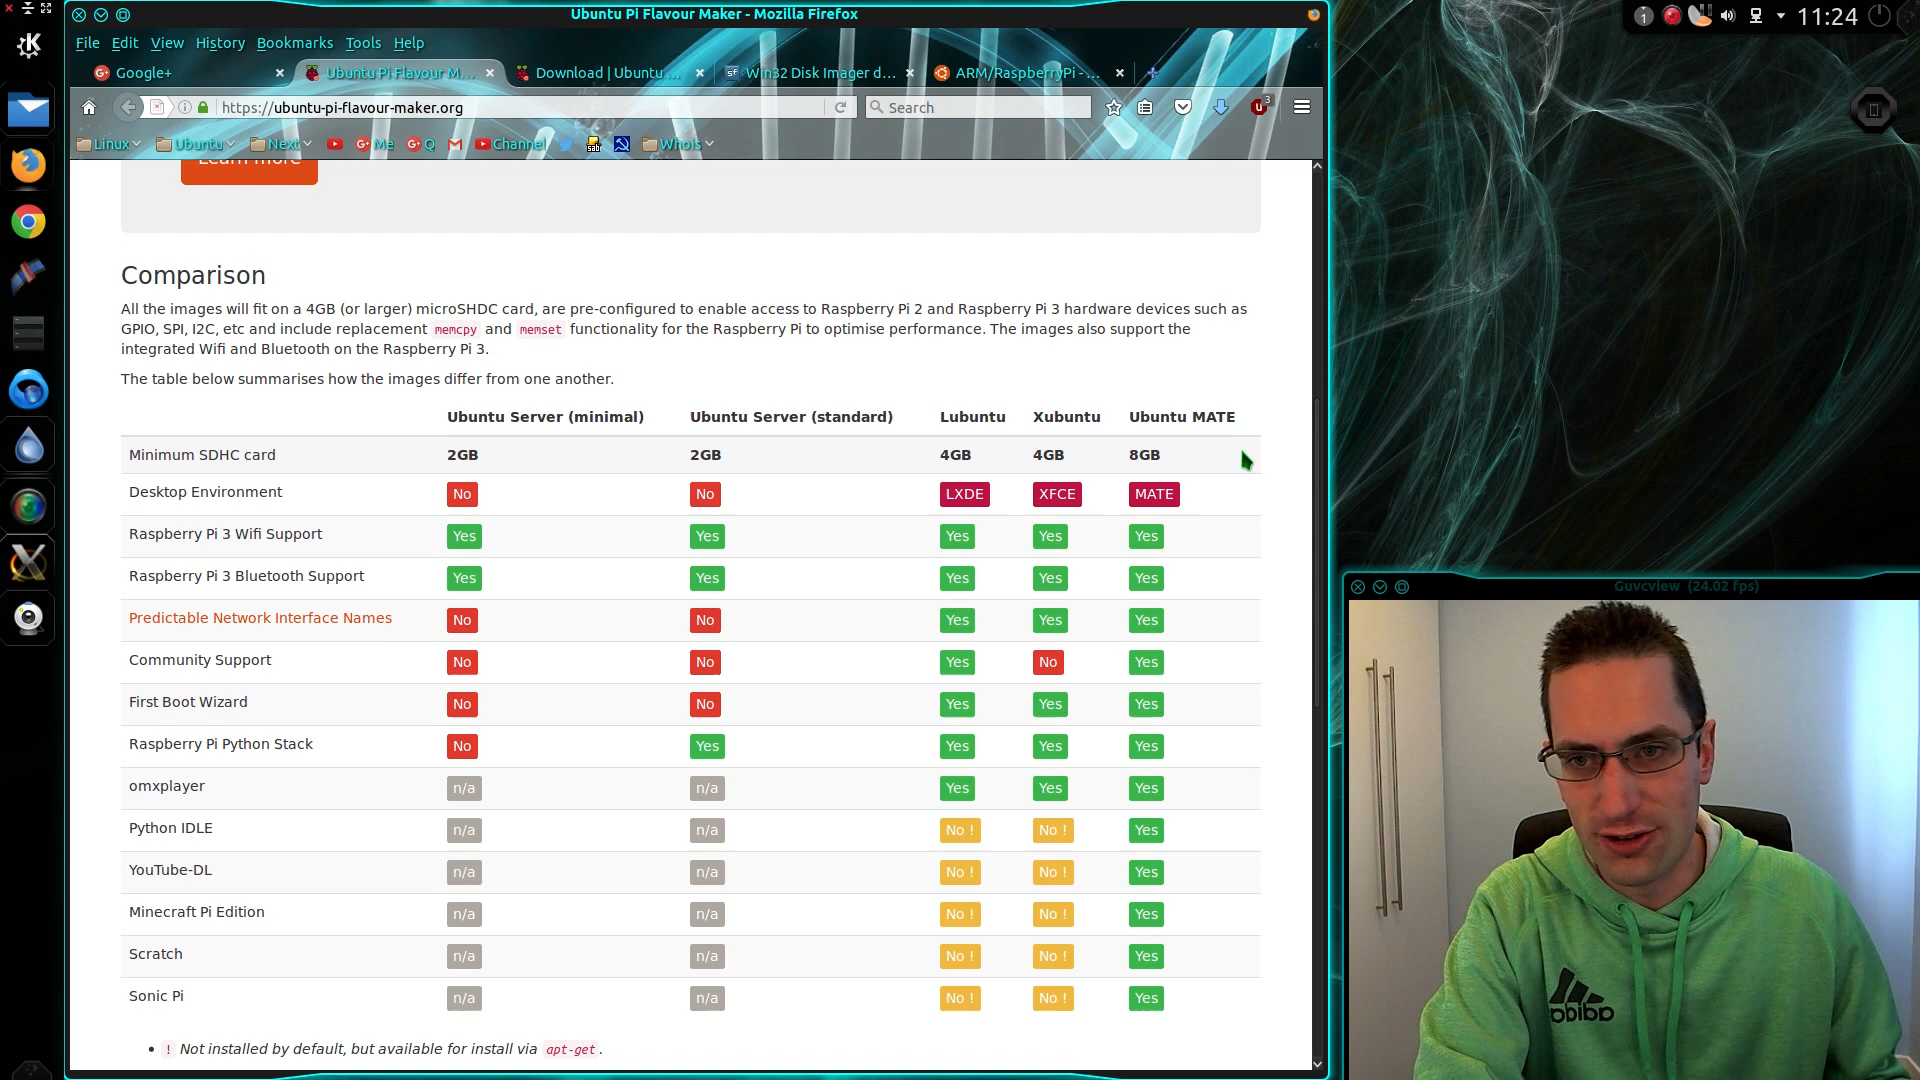 Ubuntu Pi Flavour Maker - Mozilla Firefox
1
11:24
File Edit View History Bookmarks Tools Help
Google+
Ubuntu Pi Flavour M...
Download | Ubuntu ...
sf Win32 Disk Imager d...
ARM/RaspberryPi - ...
https://ubuntu-pi-flavour-maker.org
Search
3
Linux
Ubuntu
Next
Me
Q
Channel
sab
Whois
Learn more
Comparison
All the images will fit on a 4GB (or larger) microSHDC card, are pre-configured to enable access to Raspberry Pi 2 and Raspberry Pi 3 hardware devices such as
GPIO, SPI, I2C, etc and include replacement memcpy and memset functionality for the Raspberry Pi to optimise performance. The images also support the
integrated Wifi and Bluetooth on the Raspberry Pi 3.
The table below summarises how the images differ from one another.
Ubuntu Server (minimal) Ubuntu Server (standard) Lubuntu Xubuntu Ubuntu MATE
Minimum SDHC card 2GB 2GB 4GB 4GB 8GB
Desktop Environment No No LXDE XFCE MATE
Raspberry Pi 3 Wifi Support Yes Yes Yes Yes Yes
Raspberry Pi 3 Bluetooth Support Yes Yes Yes Yes Yes
Predictable Network Interface Names No No Yes Yes Yes
Community Support No No Yes No Yes
First Boot Wizard No No Yes Yes Yes
Raspberry Pi Python Stack No Yes Yes Yes Yes
omxplayer n/a n/a Yes Yes Yes
Python IDLE n/a n/a No ! No ! Yes
YouTube-DL n/a n/a No ! No ! Yes
Minecraft Pi Edition n/a n/a No ! No ! Yes
Scratch n/a n/a No ! No ! Yes
Sonic Pi n/a n/a No ! No ! Yes
• ! Not installed by default, but available for install via apt-get.
Guvcview (24.02 fps)
adidas